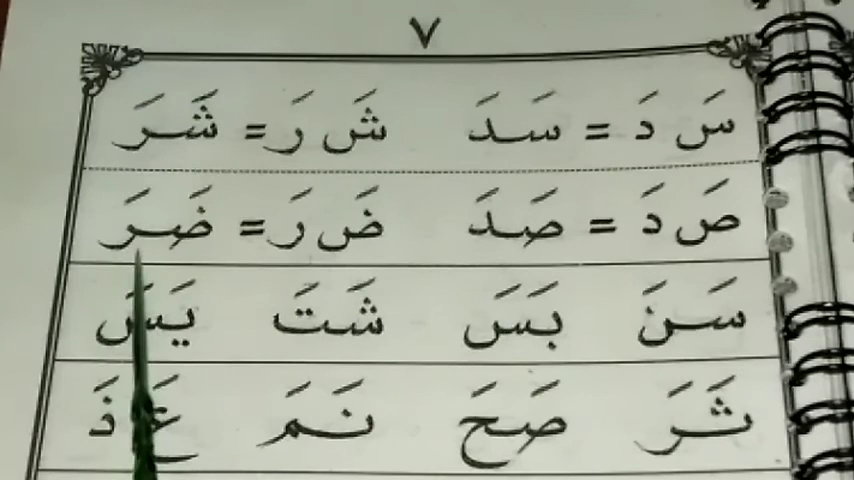 ٧
سَ دَ = سَدَ شَ رَ = شَرَ
صَ دَ = صَدَ ضَ رَ = ضَرَ
سَنَ بَسَ شَتَ يَسَ
ثَرَ صَحَ نَمَ